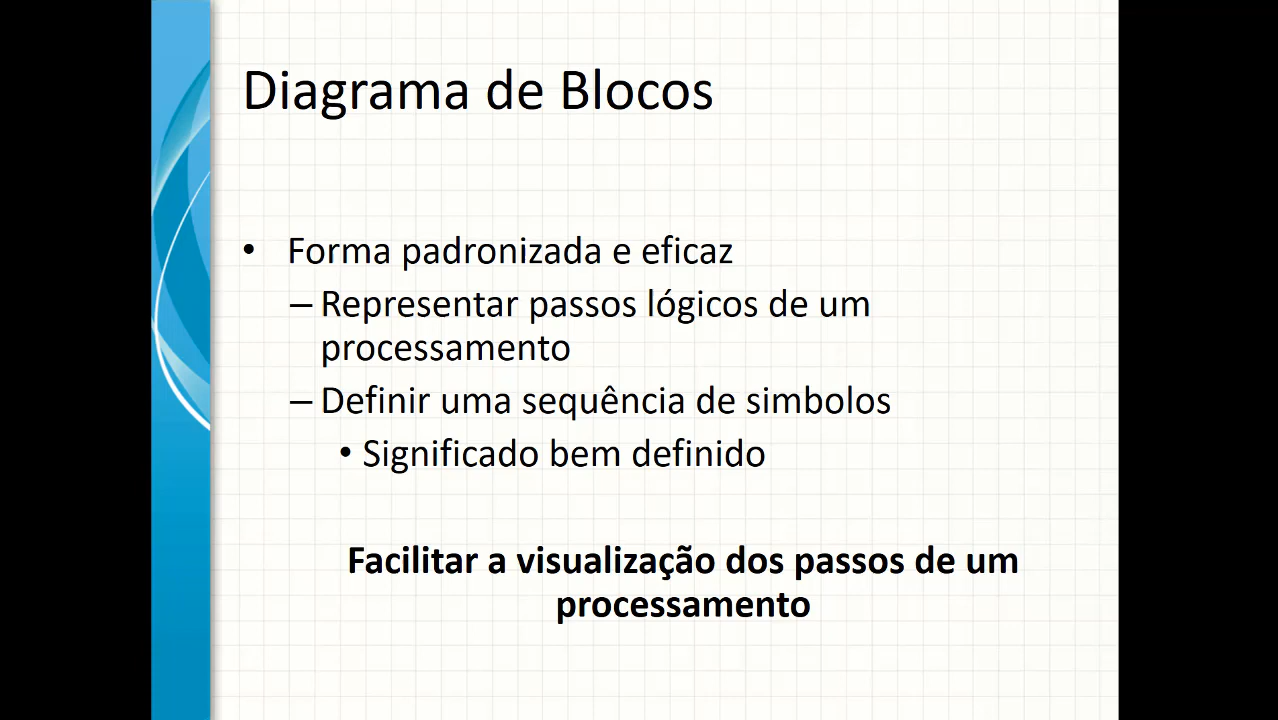 Diagrama de Blocos
• Forma padronizada e eficaz
– Representar passos lógicos de um
processamento
– Definir uma sequência de simbolos
• Significado bem definido
Facilitar a visualização dos passos de um
processamento